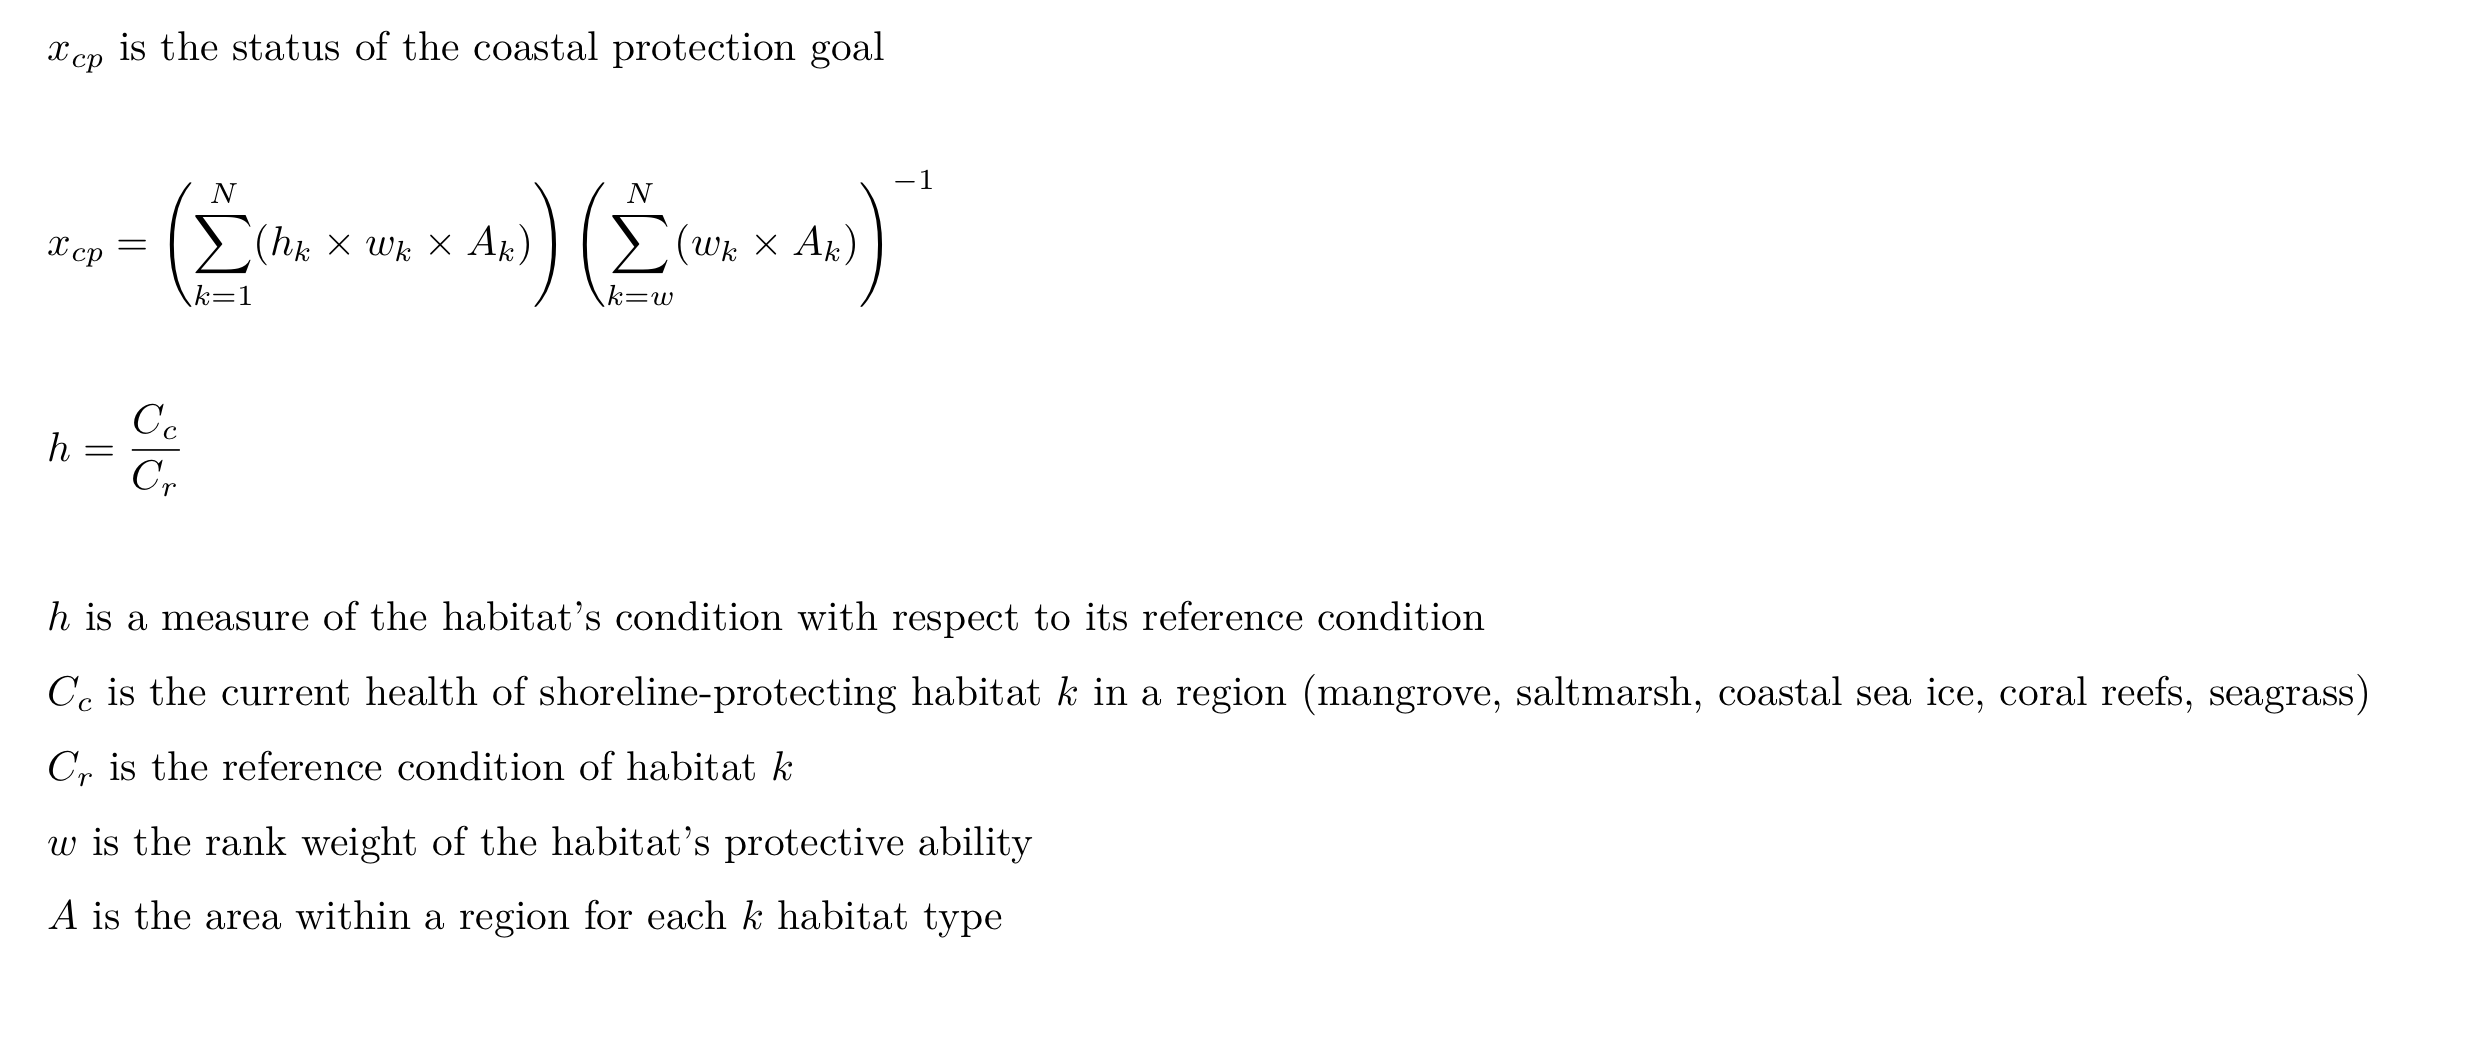 x_{cp} is the status of the coastal protection goal
x_{cp} = \left( \sum_{k=1}^{N} (h_k \times w_k \times A_k) \right) \left( \sum_{k=w}^{N} (w_k \times A_k) \right)^{-1}
h = \frac{C_c}{C_r}
h is a measure of the habitat’s condition with respect to its reference condition
C_c is the current health of shoreline-protecting habitat k in a region (mangrove, saltmarsh, coastal sea ice, coral reefs, seagrass)
C_r is the reference condition of habitat k
w is the rank weight of the habitat’s protective ability
A is the area within a region for each k habitat type